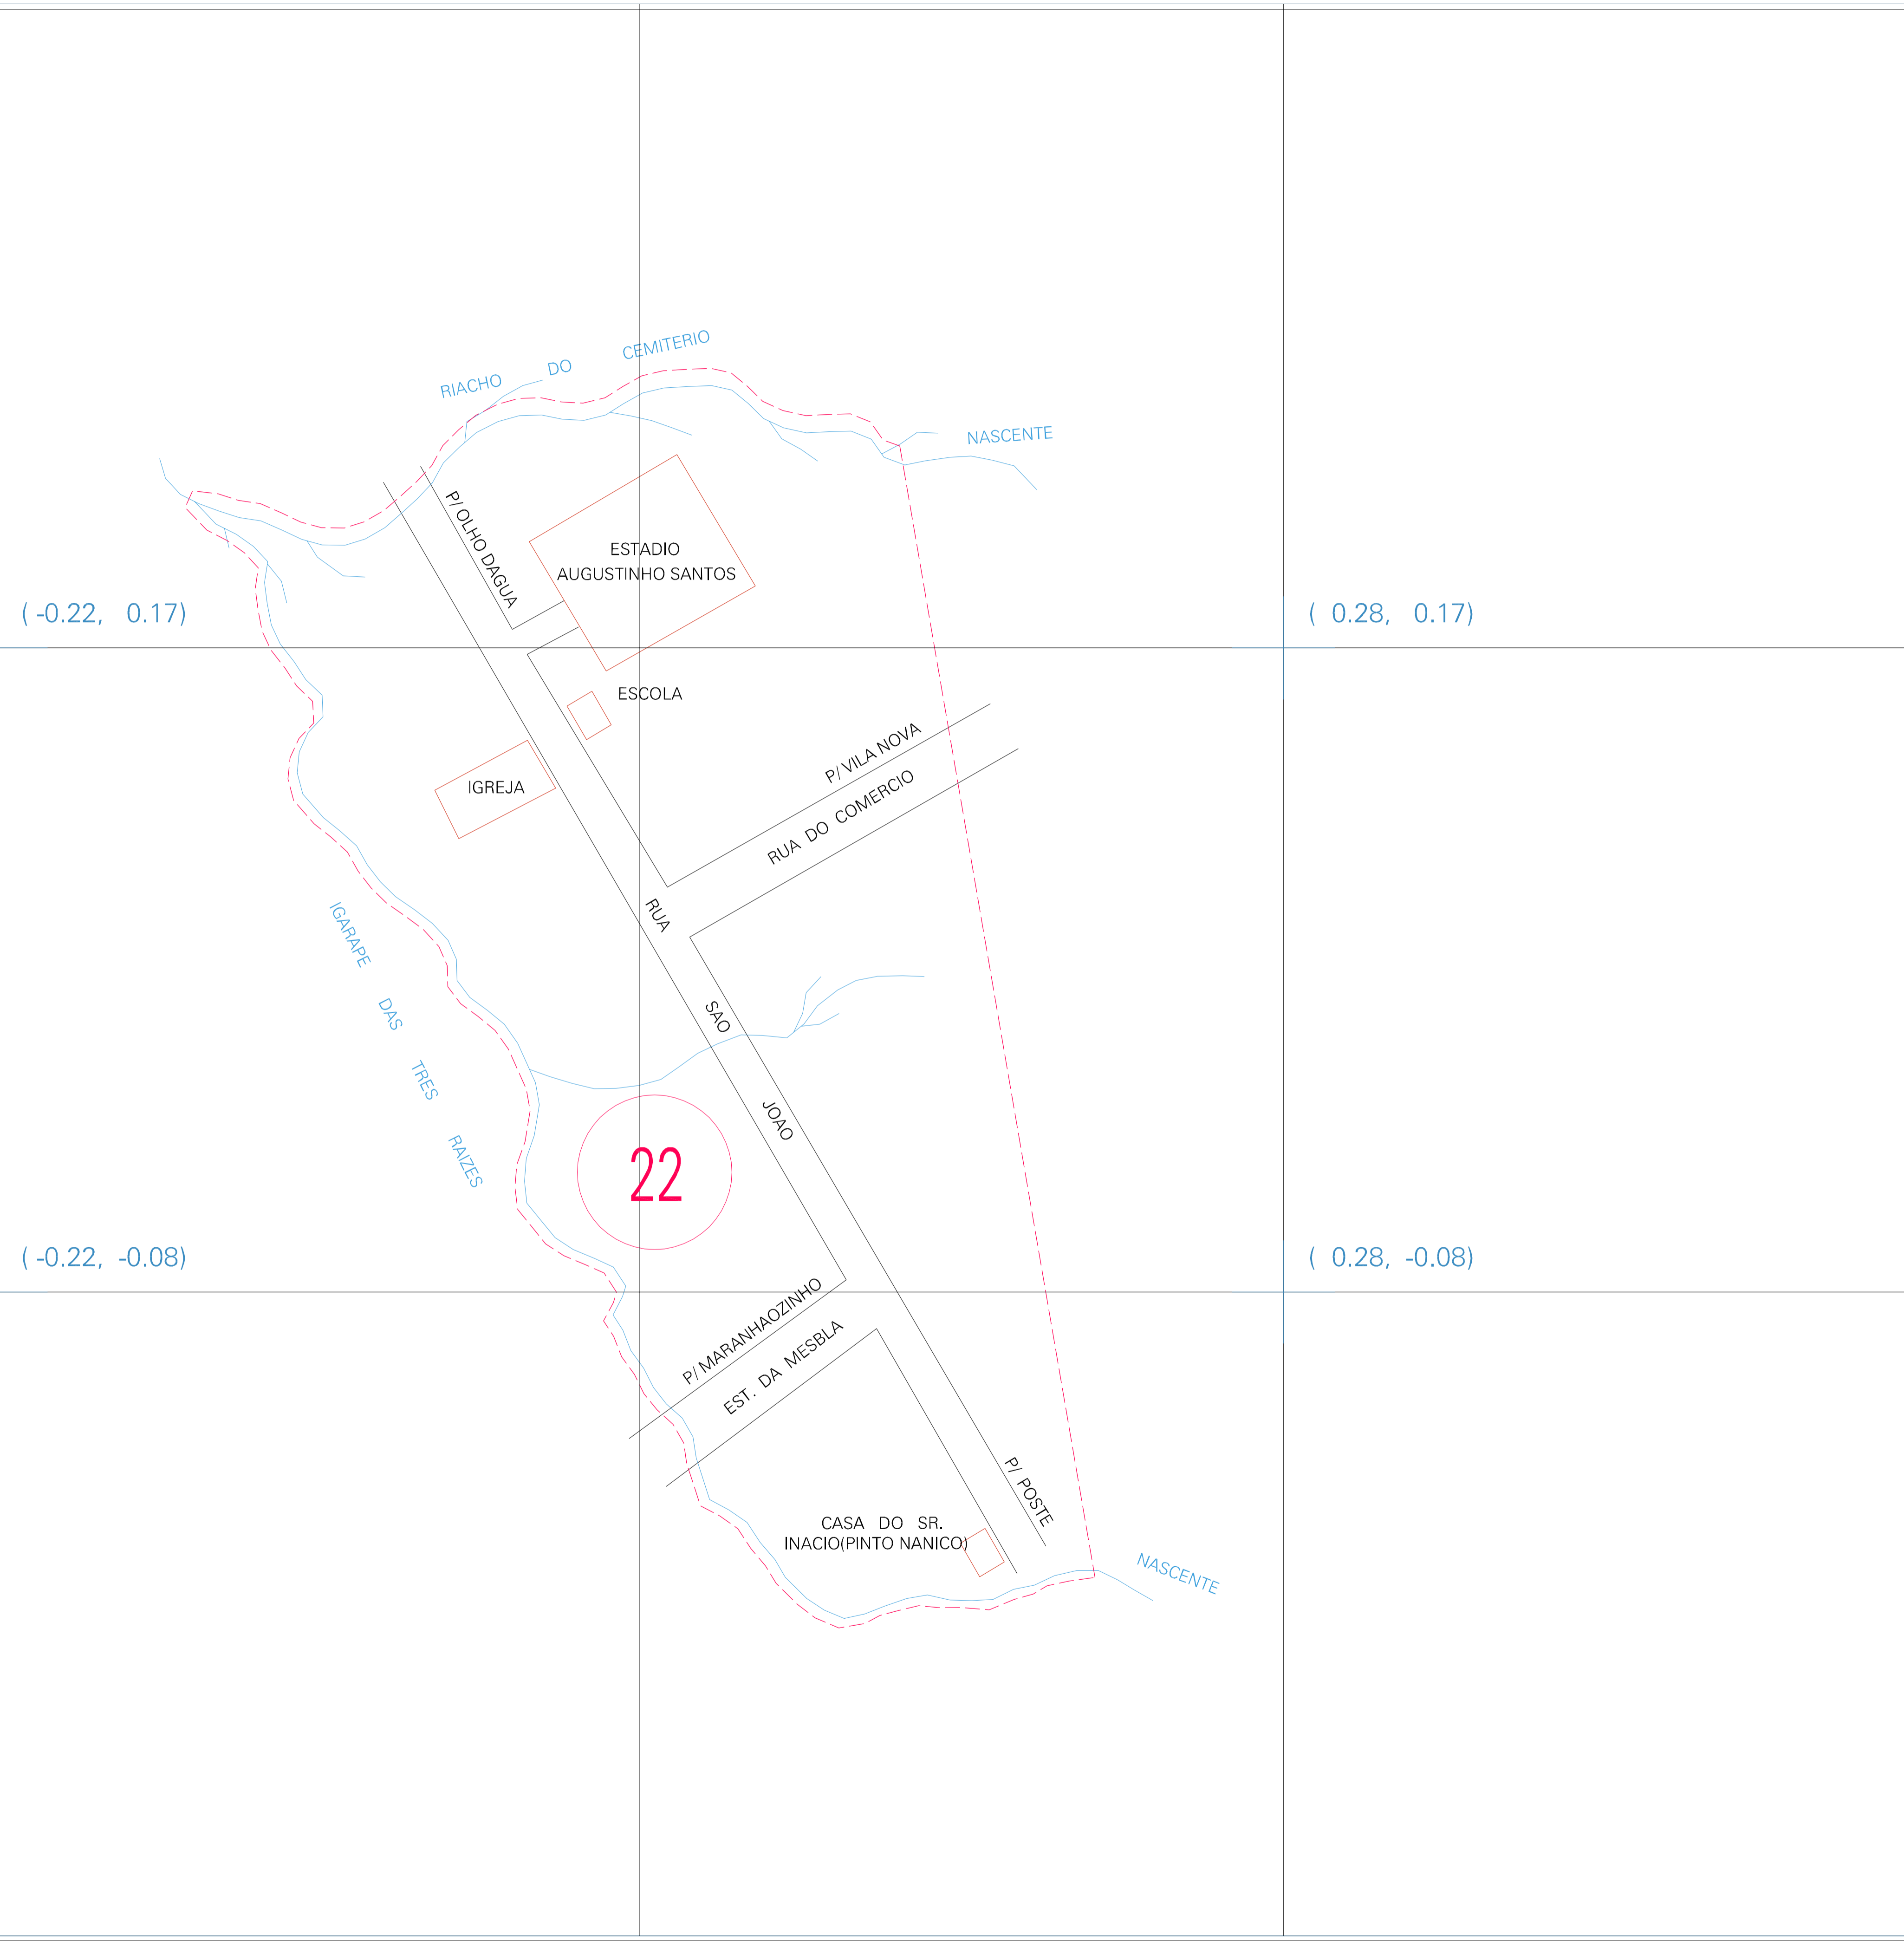 RIACHO DO CEMITERIO
NASCENTE
P/ OLHO DAGUA
ESTADIO
AUGUSTINHO SANTOS
( -0.22, 0.17)
( 0.28, 0.17)
ESCOLA
P/ VILA NOVA
IGREJA
RUA DO COMERCIO
RUA SAO JOAO
IGARAPE DAS TRES RAIZES
22
( -0.22, -0.08)
( 0.28, -0.08)
P/ MARANHAOZINHO
EST. DA MESBLA
P/ POSTE
CASA DO SR.
INACIO(PINTO NANICO)
NASCENTE